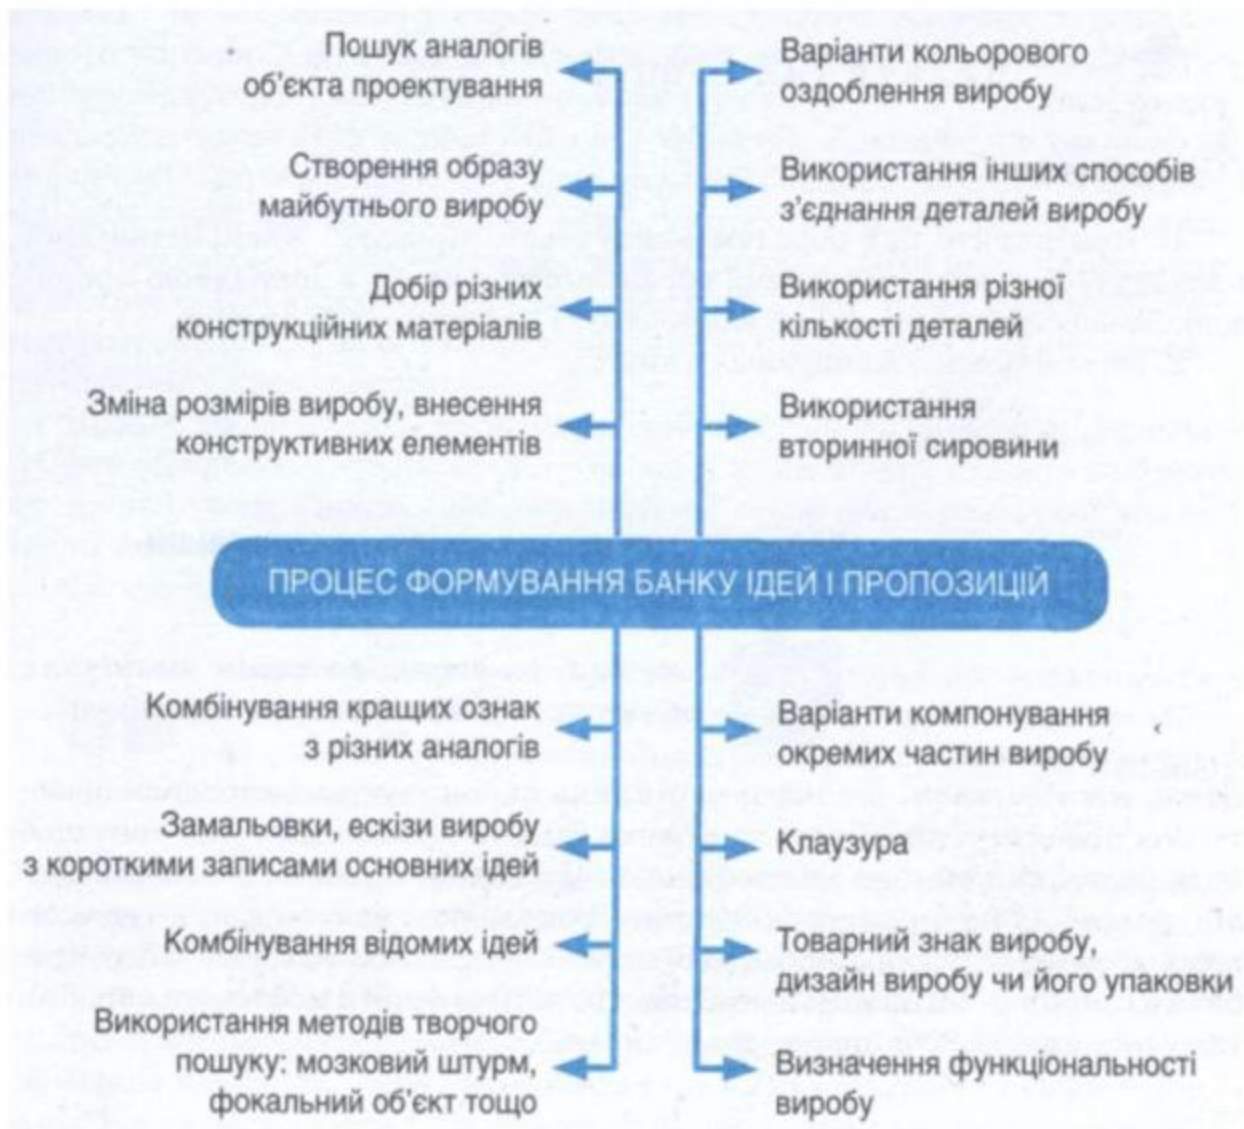 Пошук аналогів
об'єкта проектування
Створення образу
майбутнього виробу
Добір різних
конструкційних матеріалів
Зміна розмірів виробу, внесення
конструктивних елементів
Варіанти кольорового
оздоблення виробу
Використання інших способів
з'єднання деталей виробу
Використання різної
кількості деталей
Використання
вторинної сировини
ПРОЦЕС ФОРМУВАННЯ БАНКУ ІДЕЙ І ПРОПОЗИЦІЙ
Комбінування кращих ознак
з різних аналогів
Замальовки, ескізи виробу
з короткими записами основних ідей
Комбінування відомих ідей
Використання методів творчого
пошуку: мозковий штурм,
фокальний об'єкт тощо
Варіанти компонування
окремих частин виробу
Клаузура
Товарний знак виробу,
дизайн виробу чи його упаковки
Визначення функціональності
виробу